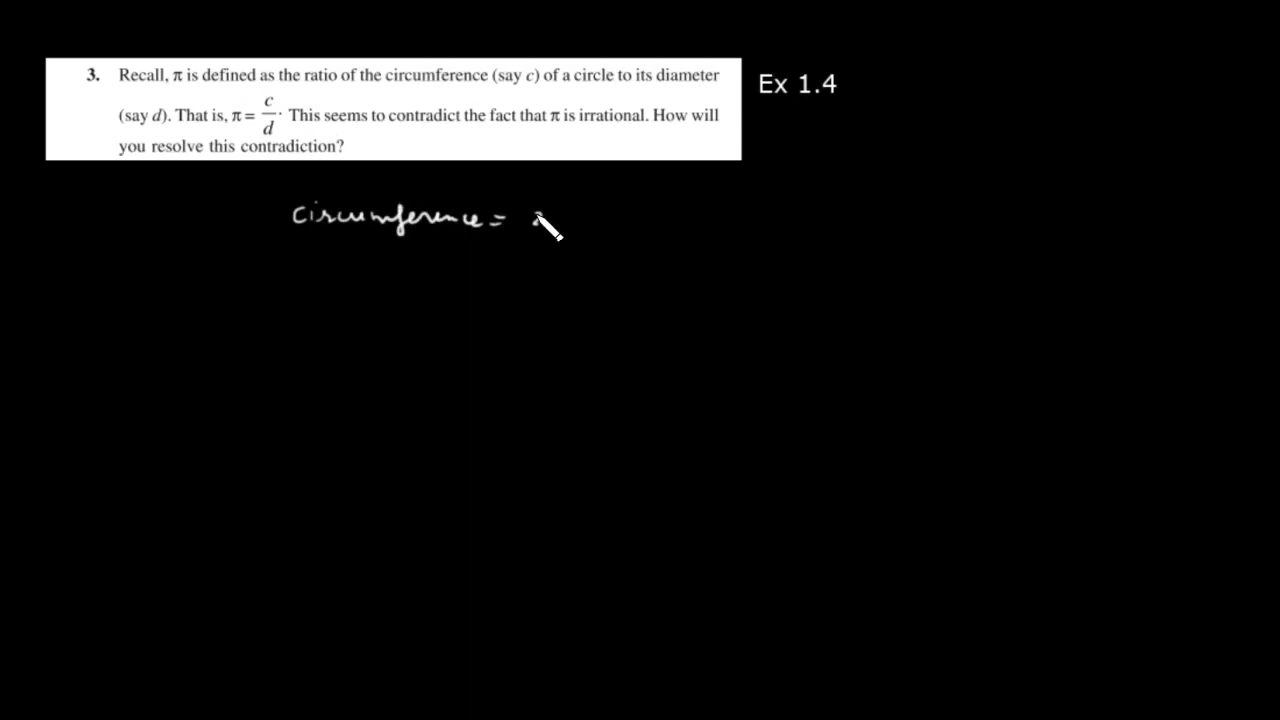 3. Recall, π is defined as the ratio of the circumference (say c) of a circle to its diameter
(say d). That is, π = c/d. This seems to contradict the fact that π is irrational. How will
you resolve this contradiction?
Ex 1.4
circumference =